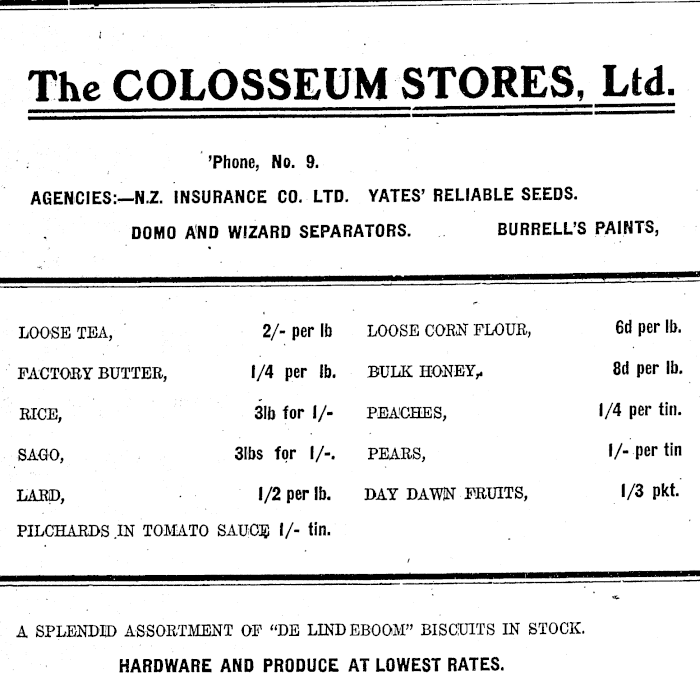 The COLOSSEUM STORES, Ltd.
'Phone, No. 9.
AGENCIES:—N.Z. INSURANCE CO. LTD. YATES' RELIABLE SEEDS.
DOMO AND WIZARD SEPARATORS. BURRELL'S PAINTS,
LOOSE TEA, 2/- per lb LOOSE CORN FLOUR, 6d per lb.
FACTORY BUTTER, 1/4 per lb. BULK HONEY, 8d per lb.
RICE, 3lb for 1/- PEACHES, 1/4 per tin.
SAGO, 3lbs for 1/-. PEARS, 1/- per tin
LARD, 1/2 per lb. DAY DAWN FRUITS, 1/3 pkt.
PILCHARDS IN TOMATO SAUCE 1/- tin.
A SPLENDID ASSORTMENT OF "DE LINDEBOOM" BISCUITS IN STOCK.
HARDWARE AND PRODUCE AT LOWEST RATES.